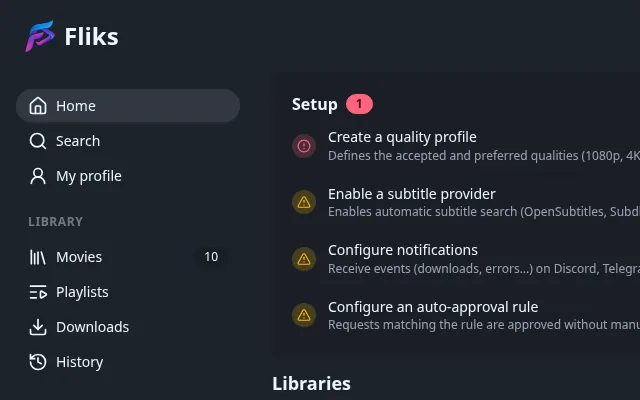 Fliks
Home
Search
My profile
LIBRARY
Movies 10
Playlists
Downloads
History
Setup 1
Create a quality profile
Defines the accepted and preferred qualities (1080p, 4K
Enable a subtitle provider
Enables automatic subtitle search (OpenSubtitles, Subdl
Configure notifications
Receive events (downloads, errors...) on Discord, Telegra
Configure an auto-approval rule
Requests matching the rule are approved without manu
Libraries